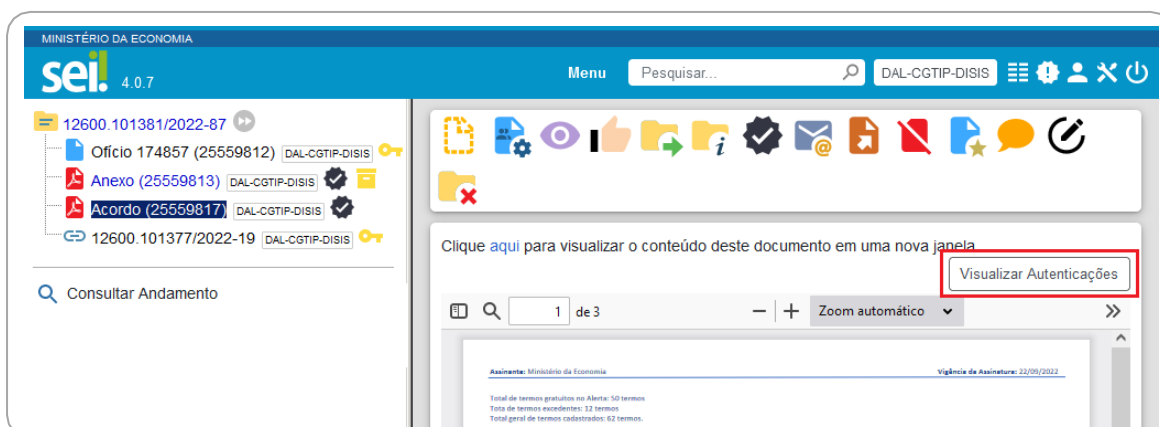 MINISTÉRIO DA ECONOMIA
sei! 4.0.7
Menu Pesquisar... DAL-CGTIP-DISIS
12600.101381/2022-87
Ofício 174857 (25559812) DAL-CGTIP-DISIS
Anexo (25559813) DAL-CGTIP-DISIS
Acordo (25559817) DAL-CGTIP-DISIS
12600.101377/2022-19 DAL-CGTIP-DISIS
Consultar Andamento
Clique aqui para visualizar o conteúdo deste documento em uma nova janela
Visualizar Autenticações
1 de 3 Zoom automático
Assinante: Ministério da Economia Vigência de Assinatura: 22/09/2022
Total de termos gratuitos no Alerta: 50 termos
Tota de termos excedentes: 12 termos
Total geral de termos cadastrados: 62 termos.